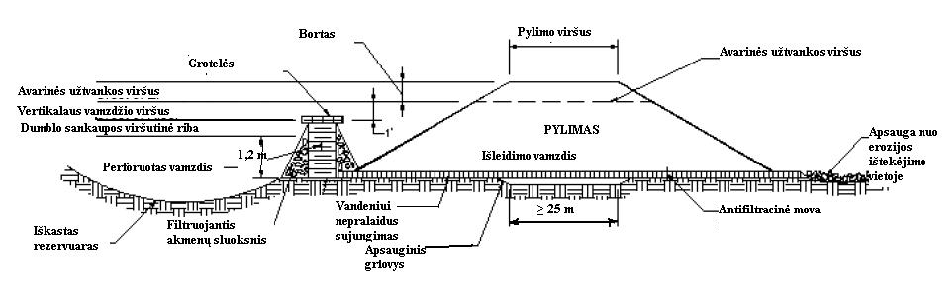 Bortas
Pylimo viršus
Grotelės
Avarinės užtvankos viršus
Avarinės užtvankos viršus
Vertikalaus vamzdžio viršus
1'
Dumblo sankaupos viršutinė riba
PYLIMAS
1,2 m
Apsauga nuo
erozijos
ištekėjimo
vietoje
Išleidimo vamzdis
Perforuotas vamzdis
Iškastas
rezervuaras
Filtruojantis
akmenų sluoksnis
Vandeniui
nepralaidus
sujungimas
Apsauginis
griovys
≥ 25 m
Antifiltracinė mova